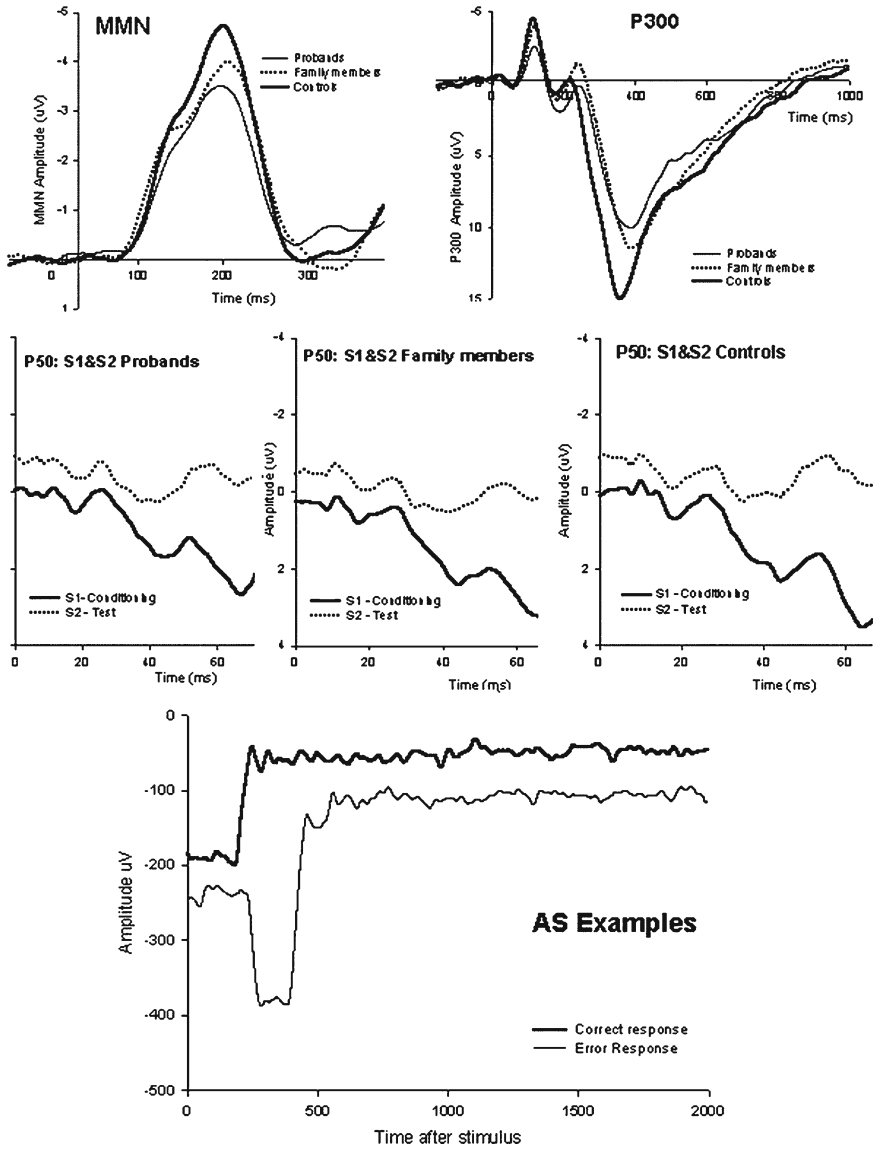 MMN
-5
-4
-3
-2
-1
1
MMN Amplitude (uV)
Probands
Family members
Controls
0
100
200
300
Time (ms)
P300
-5
0
200
400
600
800
1000
Time (ms)
5
10
15
P300 Amplitude (uV)
Probands
Family members
Controls
P50: S1&S2 Probands
S1-Conditioning
S2 - Test
0
20
40
60
Time (ms)
P50: S1&S2 Family members
-4
-2
0
2
4
Amplitude (uV)
S1 - Conditioning
S2 - Test
0
20
40
60
Time (ms)
P50: S1&S2 Controls
-4
-2
0
2
4
Amplitude (uV)
S1 - Conditioning
S2 - Test
0
20
40
60
Time (ms)
0
-100
-200
-300
-400
-500
Amplitude uV
AS Examples
Correct response
Error Response
0
500
1000
1500
2000
Time after stimulus